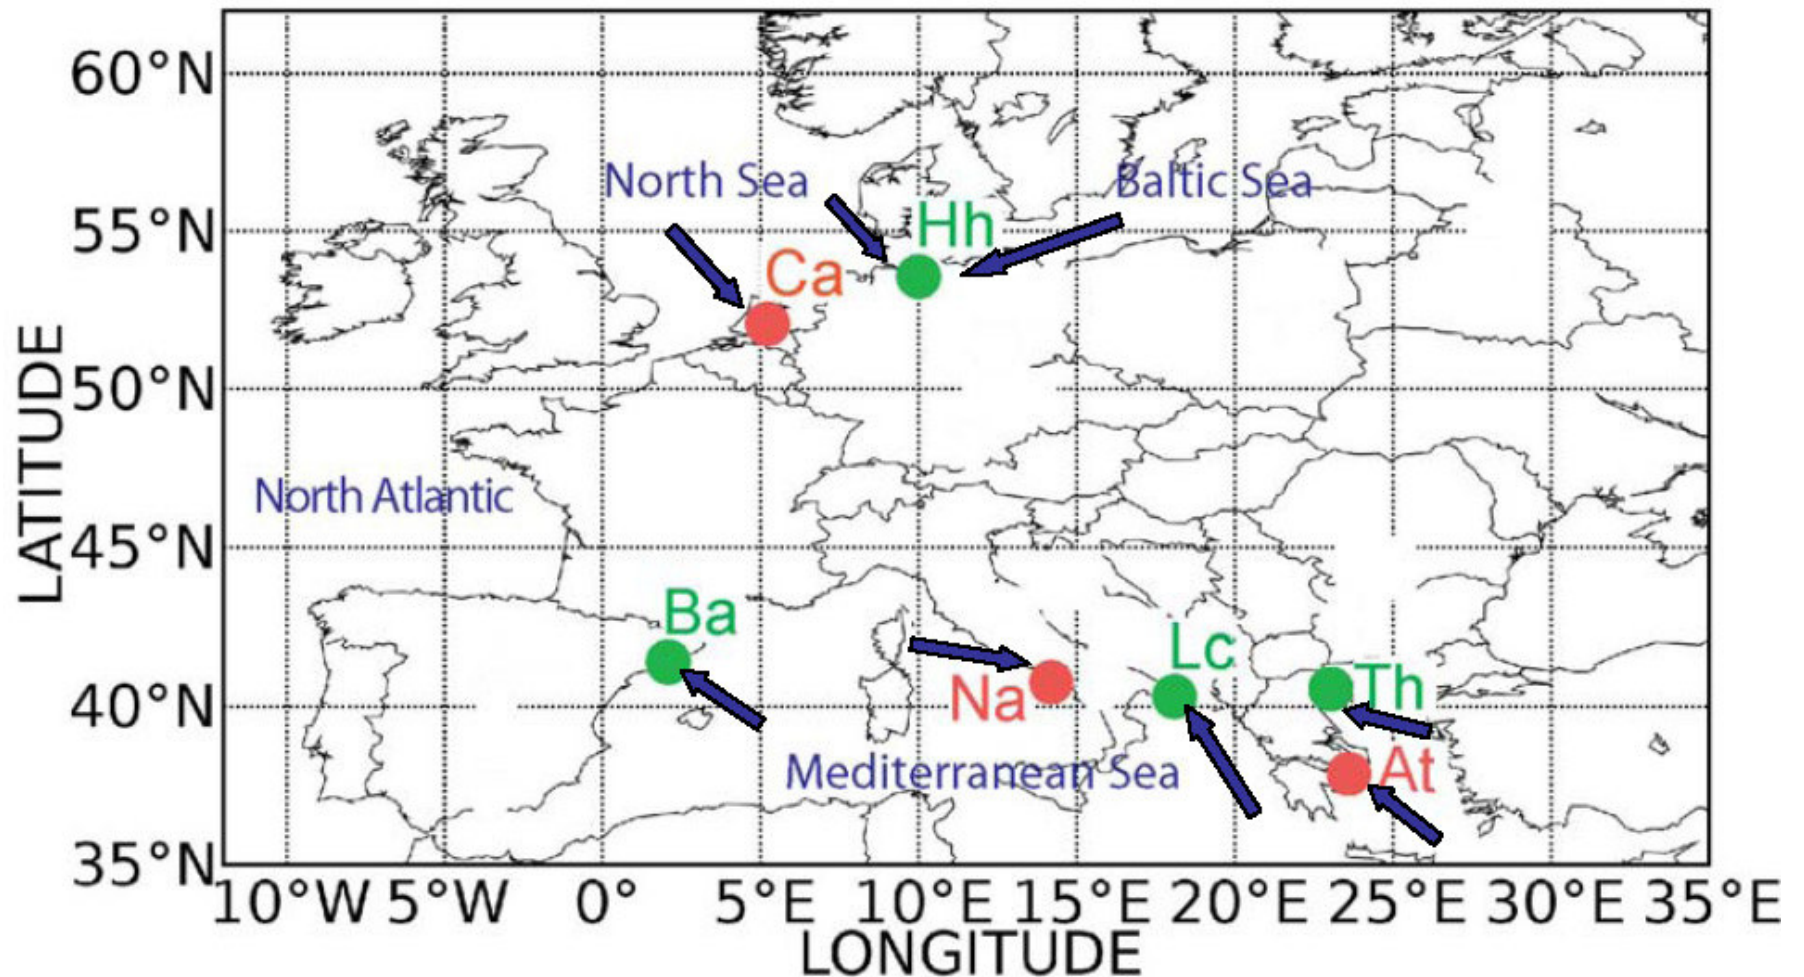 60°N
North Sea
Baltic Sea
55°N
Hh
Ca
50°N
North Atlantic
45°N
Ba
Lc
Na
Th
40°N
Mediterranean Sea
At
35°N
10°W 5°W 0° 5°E 10°E 15°E 20°E 25°E 30°E 35°E
LONGITUDE
LATITUDE